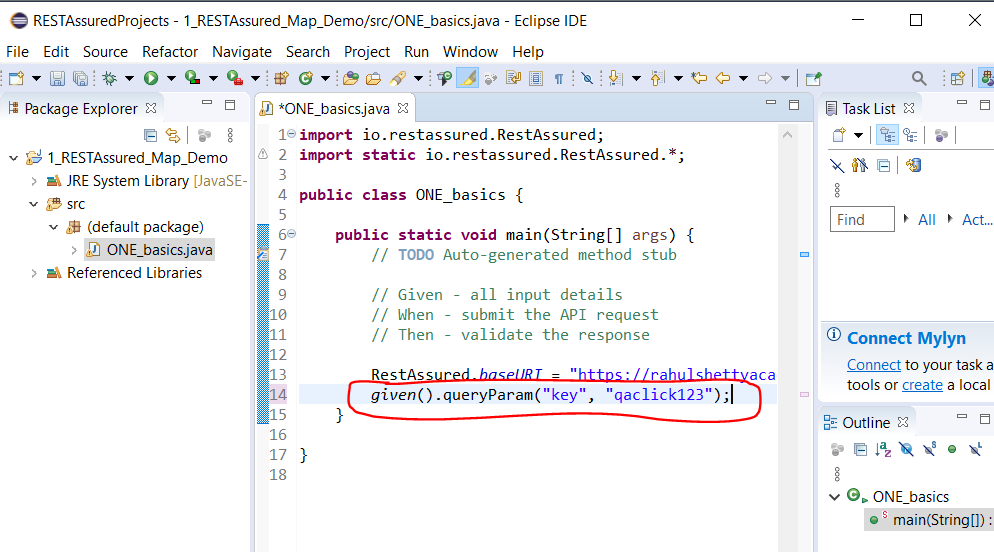 RESTAssuredProjects - 1_RESTAssured_Map_Demo/src/ONE_basics.java - Eclipse IDE
File Edit Source Refactor Navigate Search Project Run Window Help
Package Explorer
1_RESTAssured_Map_Demo
JRE System Library [JavaSE-
src
(default package)
ONE_basics.java
Referenced Libraries
*ONE_basics.java
1 import io.restassured.RestAssured;
2 import static io.restassured.RestAssured.*;
3
4 public class ONE_basics {
5
6 public static void main(String[] args) {
7 // TODO Auto-generated method stub
8
9 // Given - all input details
10 // When - submit the API request
11 // Then - validate the response
12
13 RestAssured.baseURI = "https://rahulshettyaca
14 given().queryParam("key", "qaclick123");
15 }
16
17 }
18
Task List
Find All Act...
Connect Mylyn
Connect to your task a
tools or create a local
Outline
ONE_basics
main(String[]) :